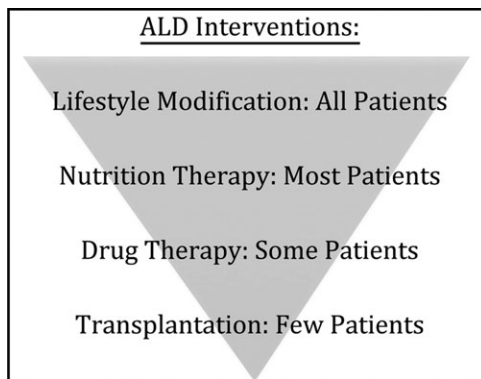 ALD Interventions:
Lifestyle Modification: All Patients
Nutrition Therapy: Most Patients
Drug Therapy: Some Patients
Transplantation: Few Patients